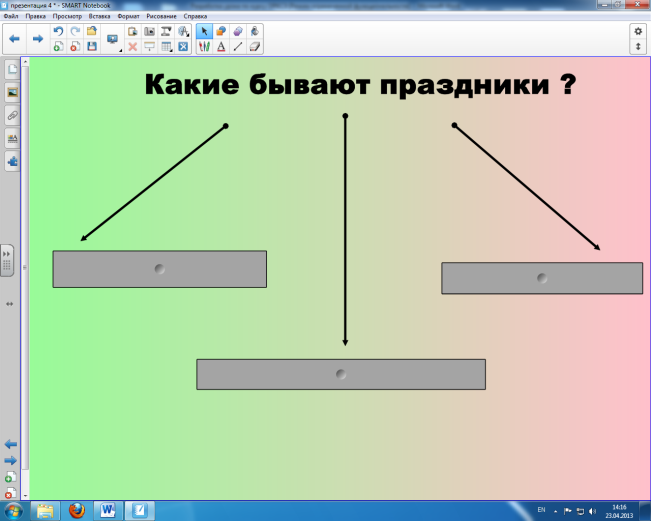 презентация 4 * - SMART Notebook
Файл Правка Просмотр Вставка Формат Рисование Справка
Какие бывают праздники ?
EN
14:16
23.04.2013